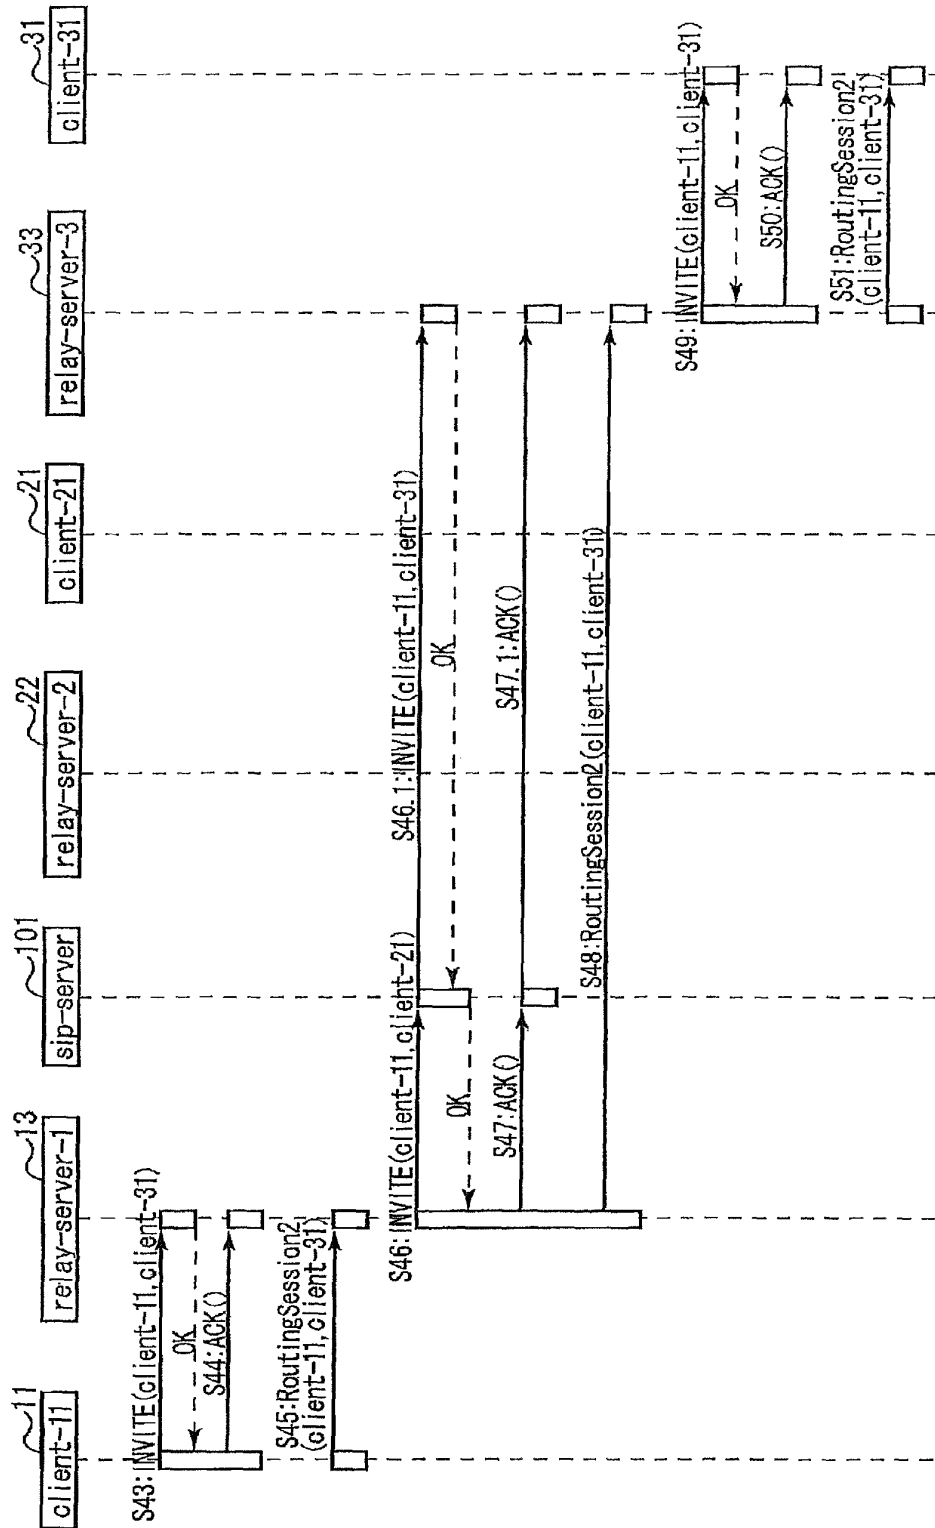 11
client-11
13
relay-server-1
101
sip-server
22
relay-server-2
21
client-21
33
relay-server-3
31
client-31
S43:INVITE(client-11,client-31)
OK
S44:ACK()
S45:RoutingSession2
(client-11,client-31)
S46:INVITE(client-11,client-21)
S46.1:INVITE(client-11,client-31)
OK
OK
S47:ACK()
S47.1:ACK()
S48:RoutingSession2(client-11,client-31)
S49:INVITE(client-11,client-31)
OK
S50:ACK()
S51:RoutingSession2
(client-11,client-31)